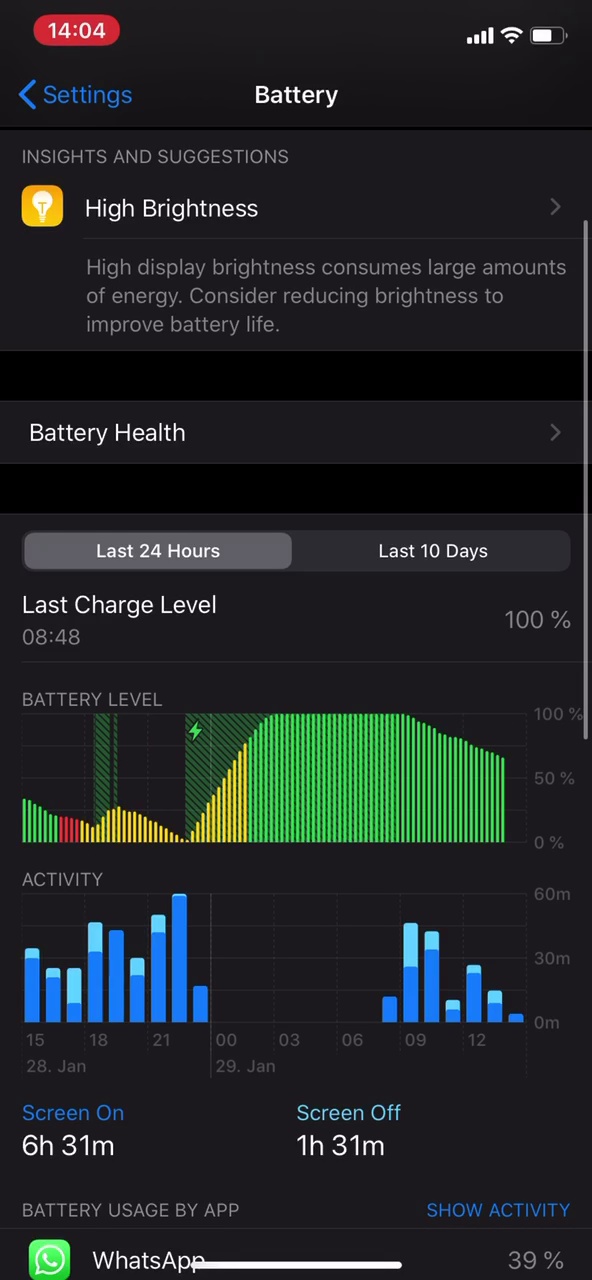 14:04
Settings
Battery
INSIGHTS AND SUGGESTIONS
High Brightness
High display brightness consumes large amounts
of energy. Consider reducing brightness to
improve battery life.
Battery Health
Last 24 Hours
Last 10 Days
Last Charge Level
08:48
100 %
BATTERY LEVEL
100 %
50 %
0 %
ACTIVITY
60m
30m
0m
15 18 21 00 03 06 09 12
28. Jan 29. Jan
Screen On
6h 31m
Screen Off
1h 31m
BATTERY USAGE BY APP
SHOW ACTIVITY
WhatsApp
39 %